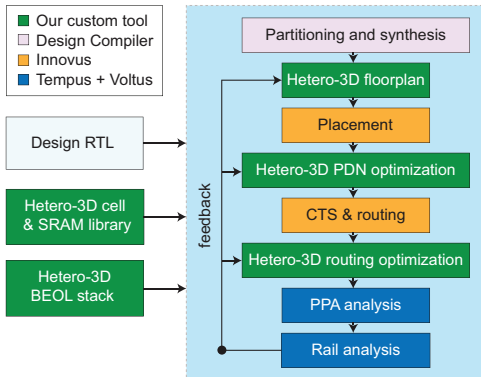 Our custom tool
Design Compiler
Innovus
Tempus + Voltus
Design RTL
Hetero-3D cell
& SRAM library
Hetero-3D
BEOL stack
feedback
Partitioning and synthesis
Hetero-3D floorplan
Placement
Hetero-3D PDN optimization
CTS & routing
Hetero-3D routing optimization
PPA analysis
Rail analysis